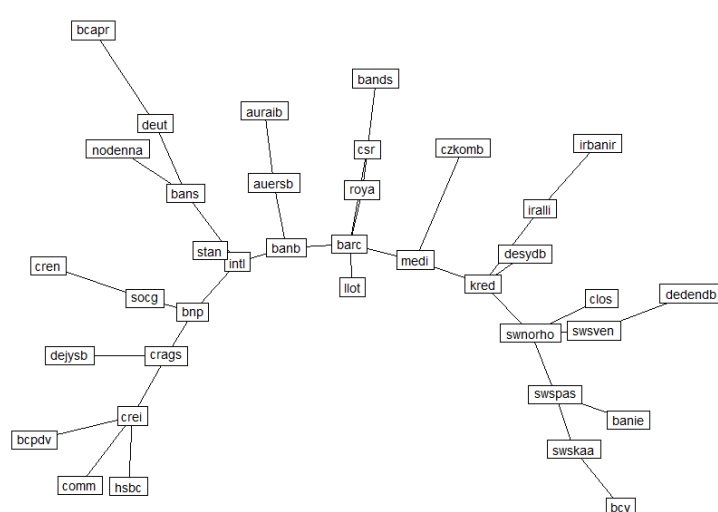 bcapr
bands
auraib
deut
irbanir
nodenna
csr
czkomb
auersb
roya
bans
iralli
stan
banb
barc
desydb
intl
medi
cren
llot
kred
socg
clos
dedendb
bnp
swnorho
swsven
dejysb
crags
swspas
crei
banie
bcpdv
swskaa
comm
hsbc